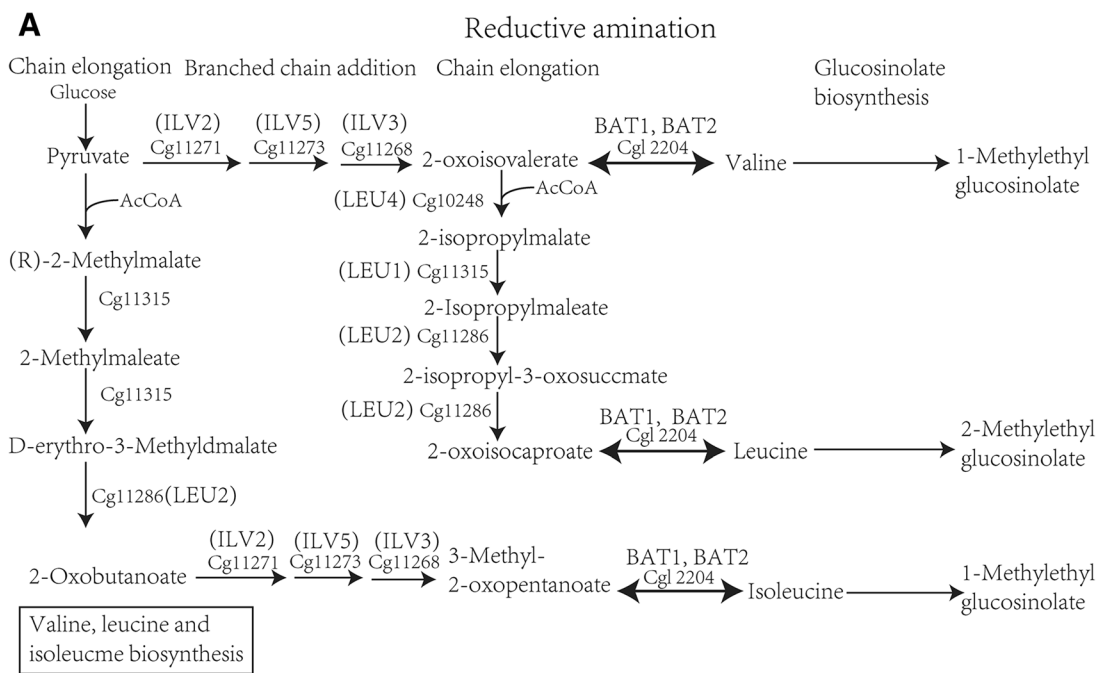 A
Reductive amination
Chain elongation
Branched chain addition
Chain elongation
Glucosinolate
biosynthesis
Glucose
(ILV2)
(ILV5)
(ILV3)
BAT1, BAT2
Cg11271
Cg11273
Cg11268
Cgl 2204
Pyruvate
2-oxoisovalerate
Valine
1-Methylethyl
glucosinolate
AcCoA
(LEU4) Cg10248
AcCoA
2-isopropylmalate
(R)-2-Methylmalate
(LEU1) Cg11315
Cg11315
2-Isopropylmaleate
(LEU2) Cg11286
2-Methylmaleate
2-isopropyl-3-oxosuccmate
Cg11315
(LEU2) Cg11286
BAT1, BAT2
Cgl 2204
D-erythro-3-Methyldmalate
2-oxoisocaproate
Leucine
2-Methylethyl
glucosinolate
Cg11286(LEU2)
(ILV2)
(ILV5)
(ILV3)
Cg11271
Cg11273
Cg11268
3-Methyl-
2-oxopentanoate
BAT1, BAT2
Cgl 2204
2-Oxobutanoate
Isoleucine
1-Methylethyl
glucosinolate
Valine, leucine and
isoleucme biosynthesis